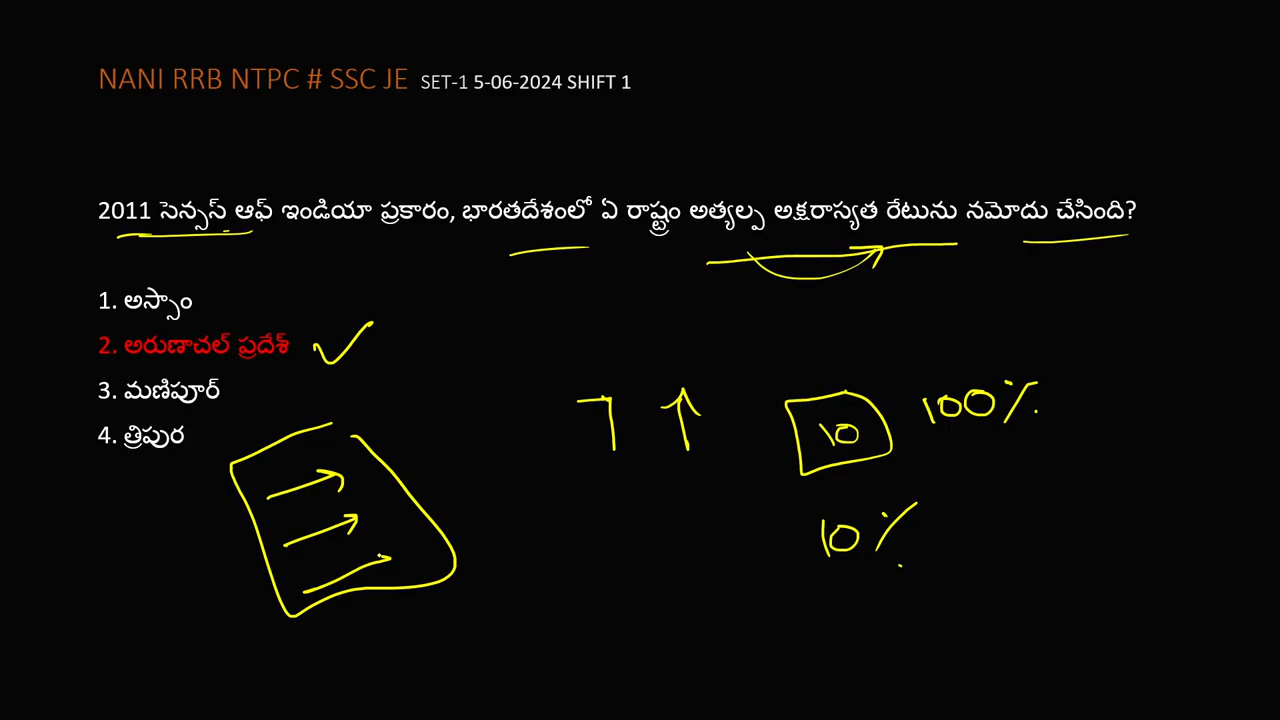 NANI RRB NTPC # SSC JE SET-1 5-06-2024 SHIFT 1
2011 సెన్సస్ ఆఫ్ ఇండియా ప్రకారం, భారతదేశంలో ఏ రాష్ట్రం అత్యల్ప అక్షరాస్యత రేటును నమోదు చేసింది?
1. అస్సాం
2. అరుణాచల్ ప్రదేశ్
3. మణిపూర్
4. త్రిపుర
10 100%
10%